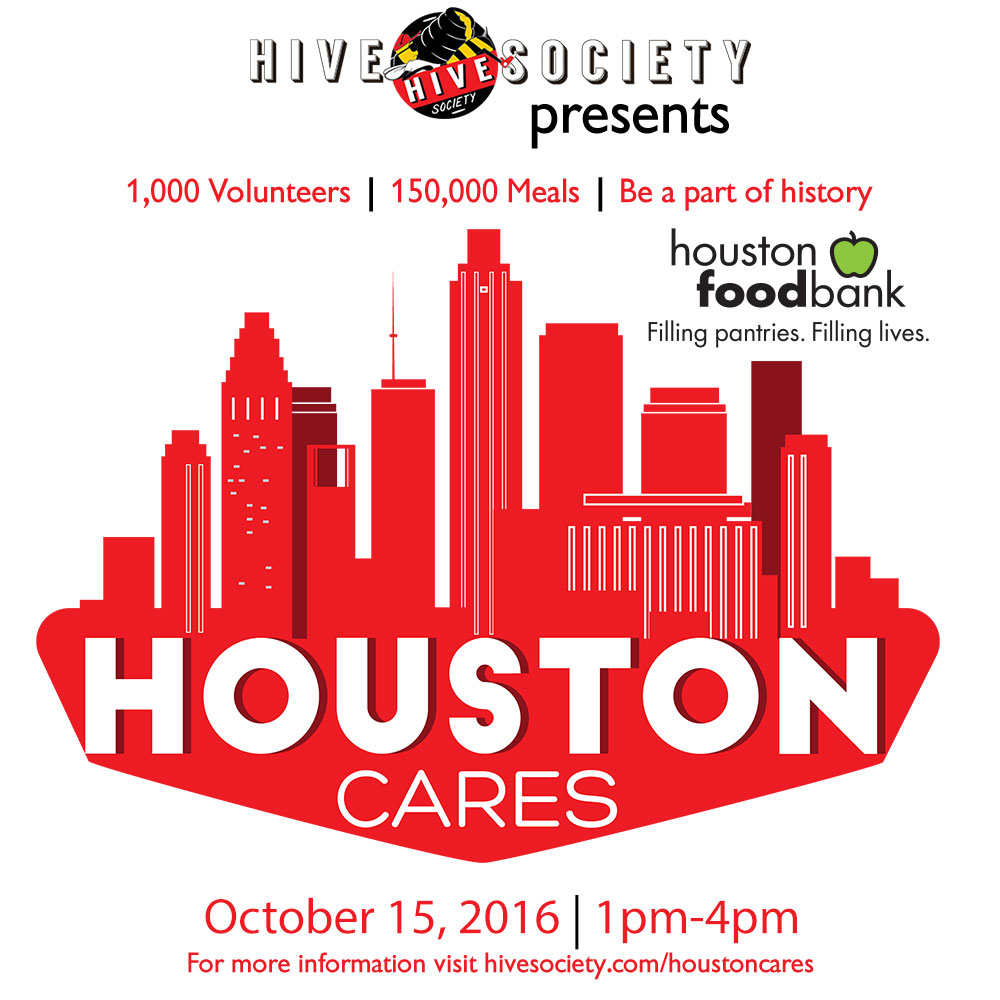 HIVE SOCIETY
HIVE
SOCIETY
presents
1,000 Volunteers | 150,000 Meals | Be a part of history
houston
foodbank
Filling pantries. Filling lives.
HOUSTON
CARES
October 15, 2016 | 1pm-4pm
For more information visit hivesociety.com/houstoncares